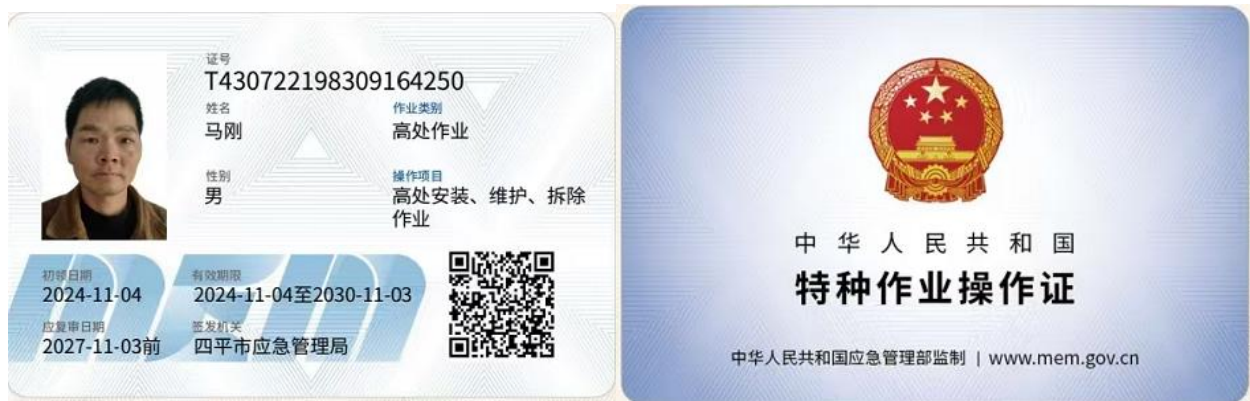 证号
T430722198309164250
姓名
作业类别
马刚
高处作业
性别
操作项目
男
高处安装、维护、拆除
作业
初领日期
有效期限
2024-11-04
2024-11-04至2030-11-03
应复审日期
签发机关
2027-11-03前
四平市应急管理局
中华人民共和国
特种作业操作证
中华人民共和国应急管理部监制 | www.mem.gov.cn